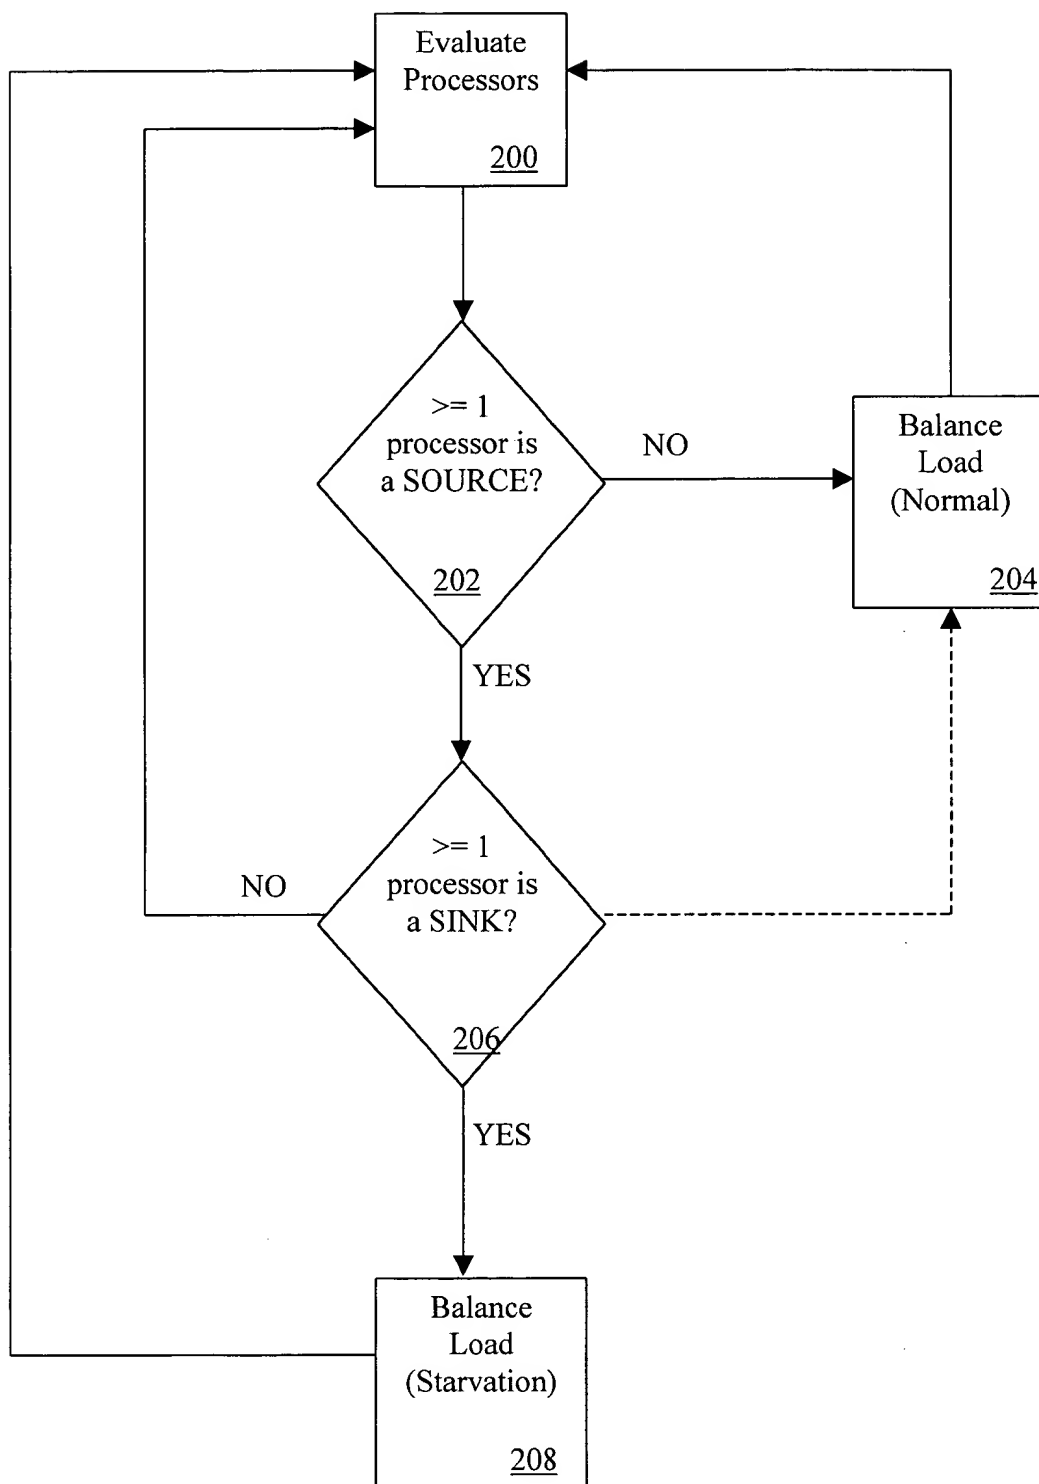 Evaluate
Processors
200
>= 1
processor is
a SOURCE?
202
NO
Balance
Load
(Normal)
204
YES
>= 1
processor is
a SINK?
206
NO
YES
Balance
Load
(Starvation)
208